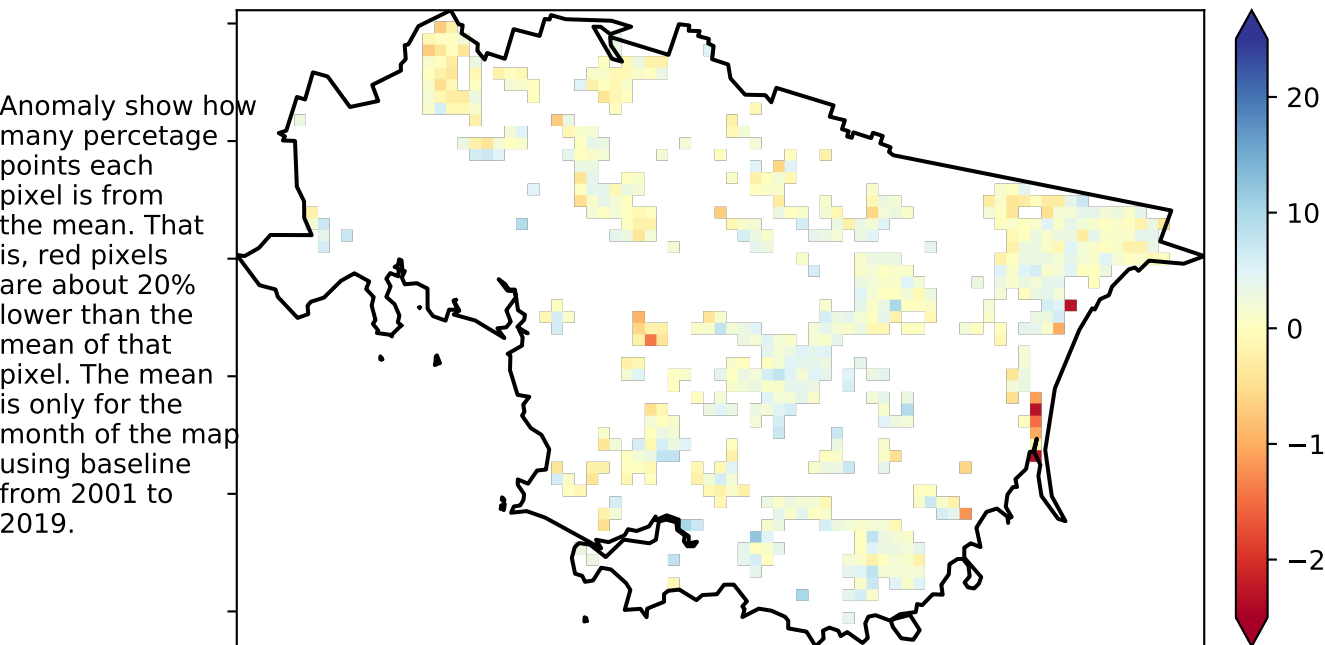 Anomaly show how
many percetage
points each
pixel is from
the mean. That
is, red pixels
are about 20%
lower than the
mean of that
pixel. The mean
is only for the
month of the map
using baseline
from 2001 to
2019.
20
10
0
−1
−2